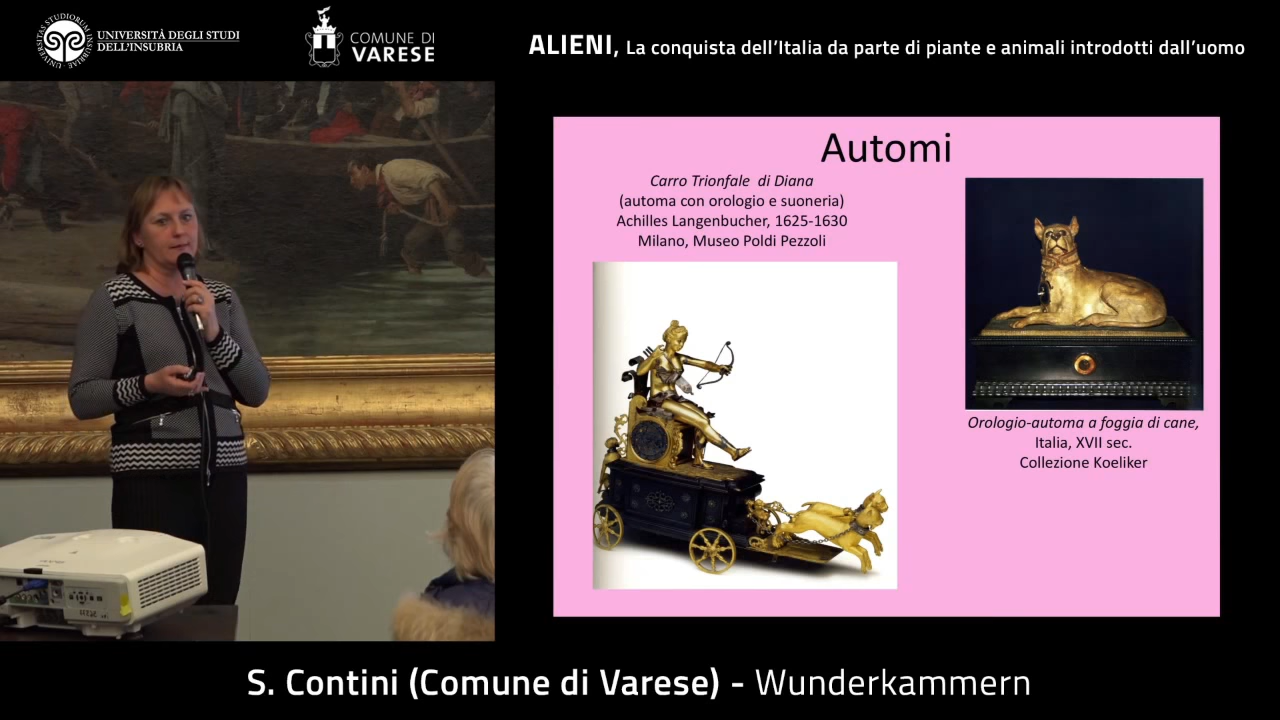 UNIVERSITÀ DEGLI STUDI
DELL'INSUBRIA
COMUNE DI
VARESE
ALIENI, La conquista dell'Italia da parte di piante e animali introdotti dall'uomo
Automi
Carro Trionfale di Diana
(automa con orologio e suoneria)
Achilles Langenbucher, 1625-1630
Milano, Museo Poldi Pezzoli
Orologio-automa a foggia di cane,
Italia, XVII sec.
Collezione Koeliker
S. Contini (Comune di Varese) - Wunderkammern